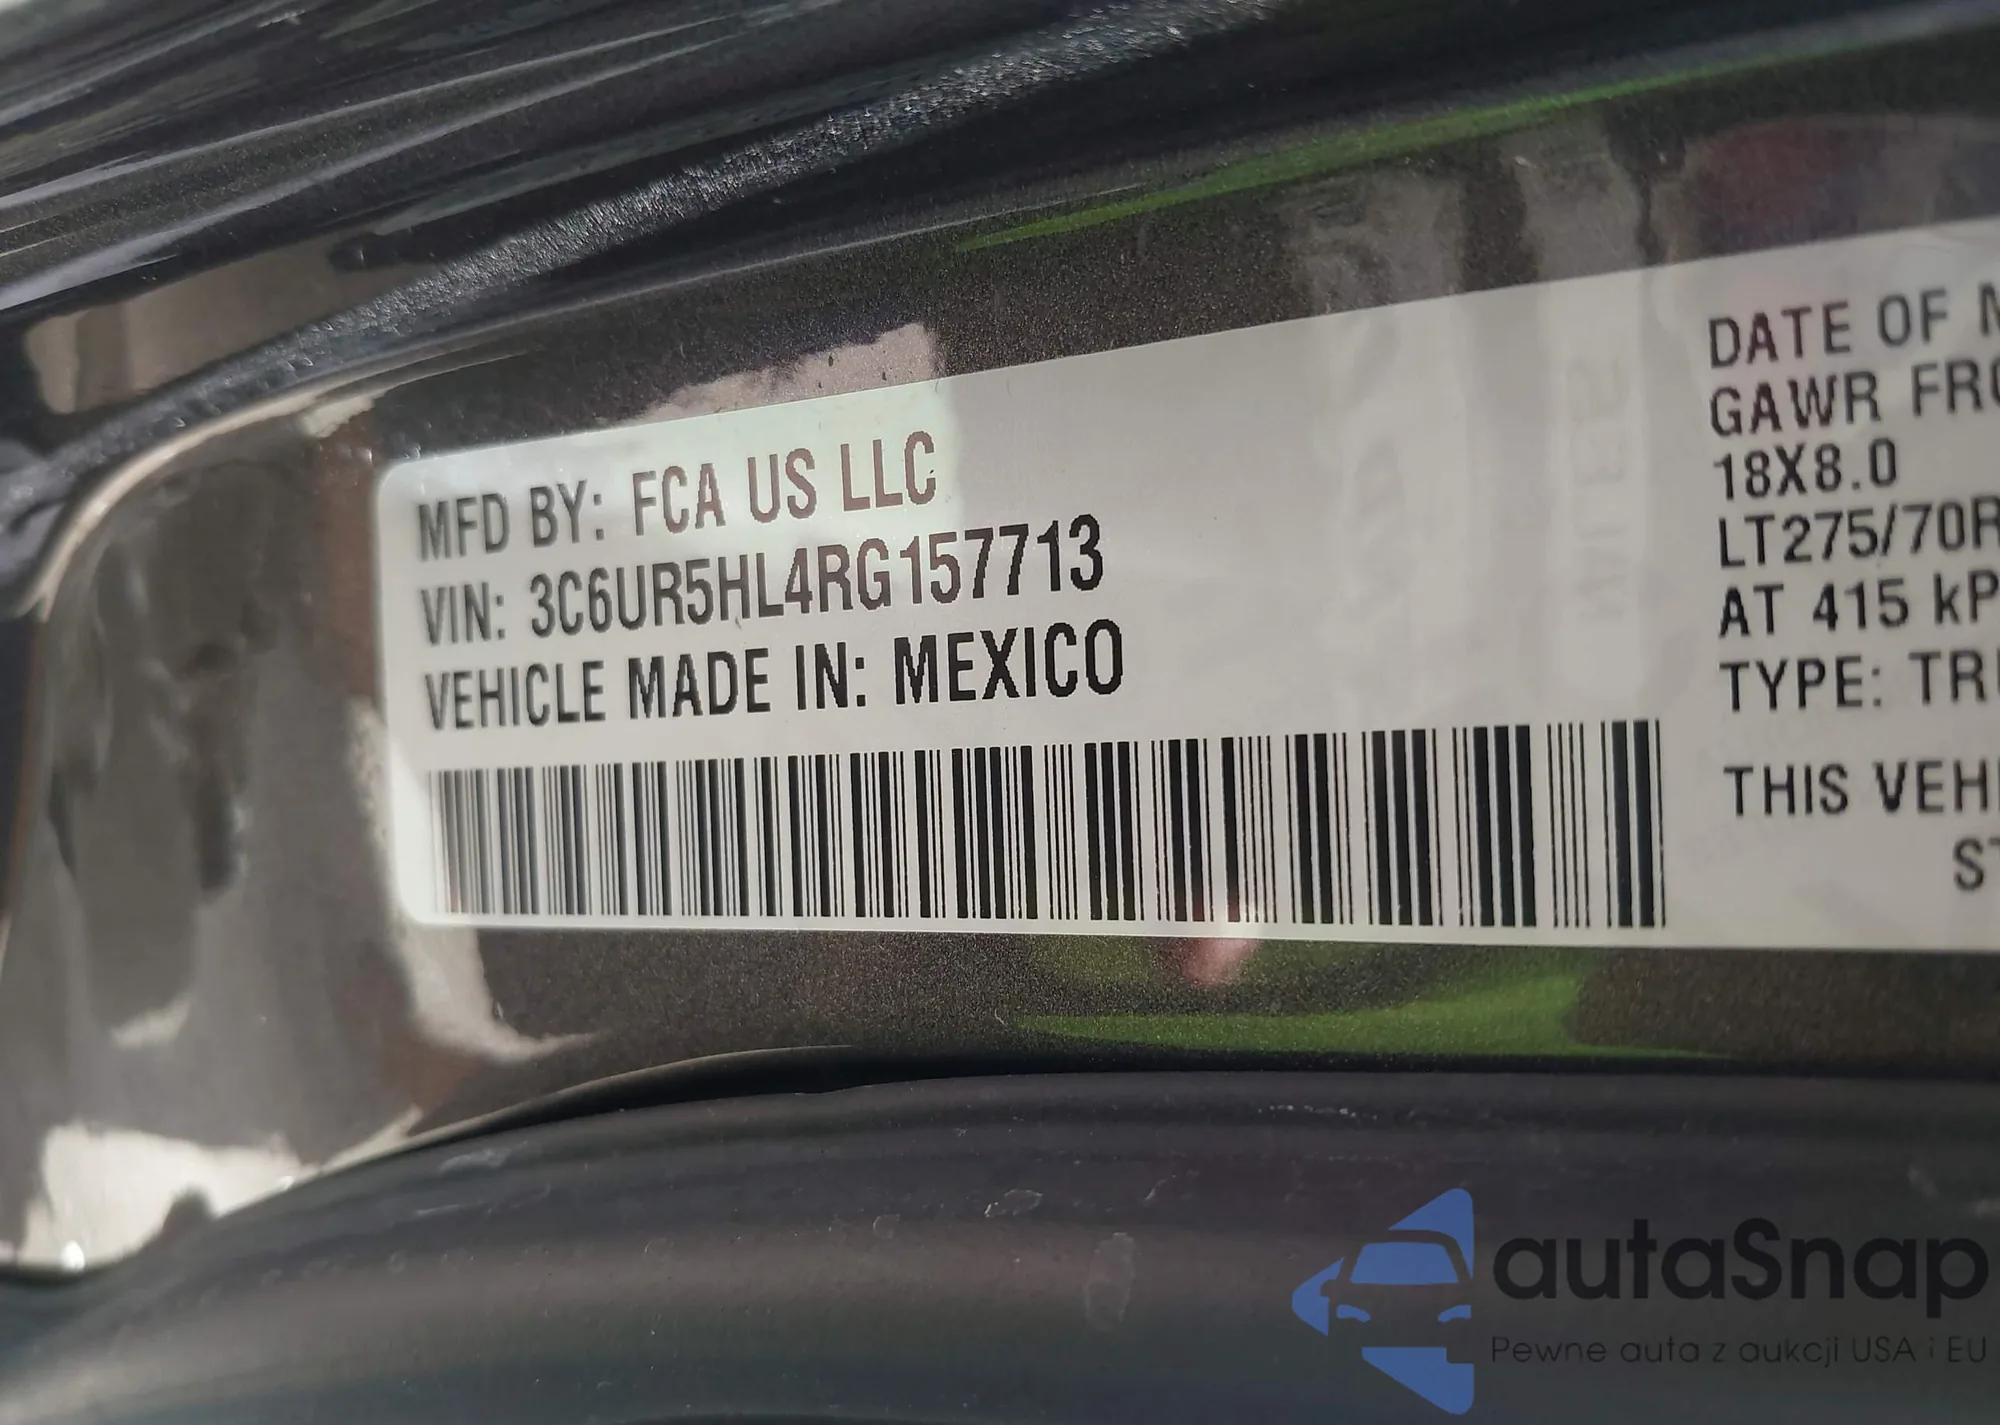 MFD BY: FCA US LLC
VIN: 3C6UR5HL4RG157713
VEHICLE MADE IN: MEXICO
DATE OF
GAWR
18X8.0
LT275/70R
AT 415
TYPE:
THIS
autaSnap
Pewne auta z aukcji USA i EU